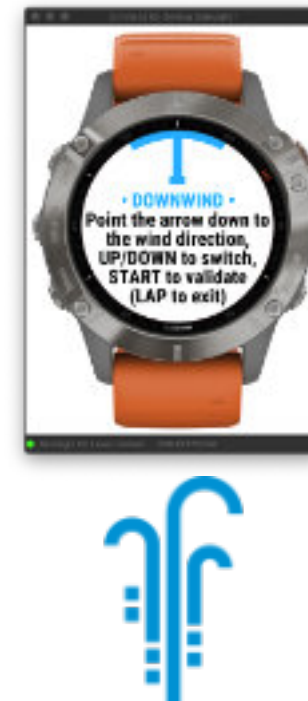 • DOWNWIND •
Point the arrow down to
the wind direction,
UP/DOWN to switch,
START to validate
(LAP to exit)